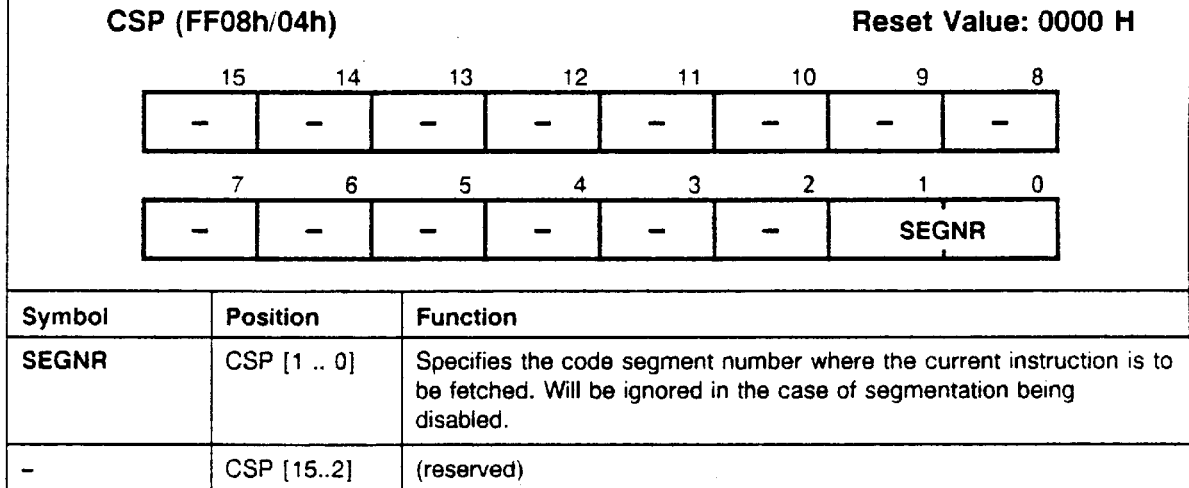 CSP (FF08h/04h) Reset Value: 0000 H
15 14 13 12 11 10 9 8
– – – – – – – –
7 6 5 4 3 2 1 0
– – – – – – SEGNR
Symbol Position Function
SEGNR CSP [1 .. 0] Specifies the code segment number where the current instruction is to
be fetched. Will be ignored in the case of segmentation being
disabled.
– CSP [15..2] (reserved)